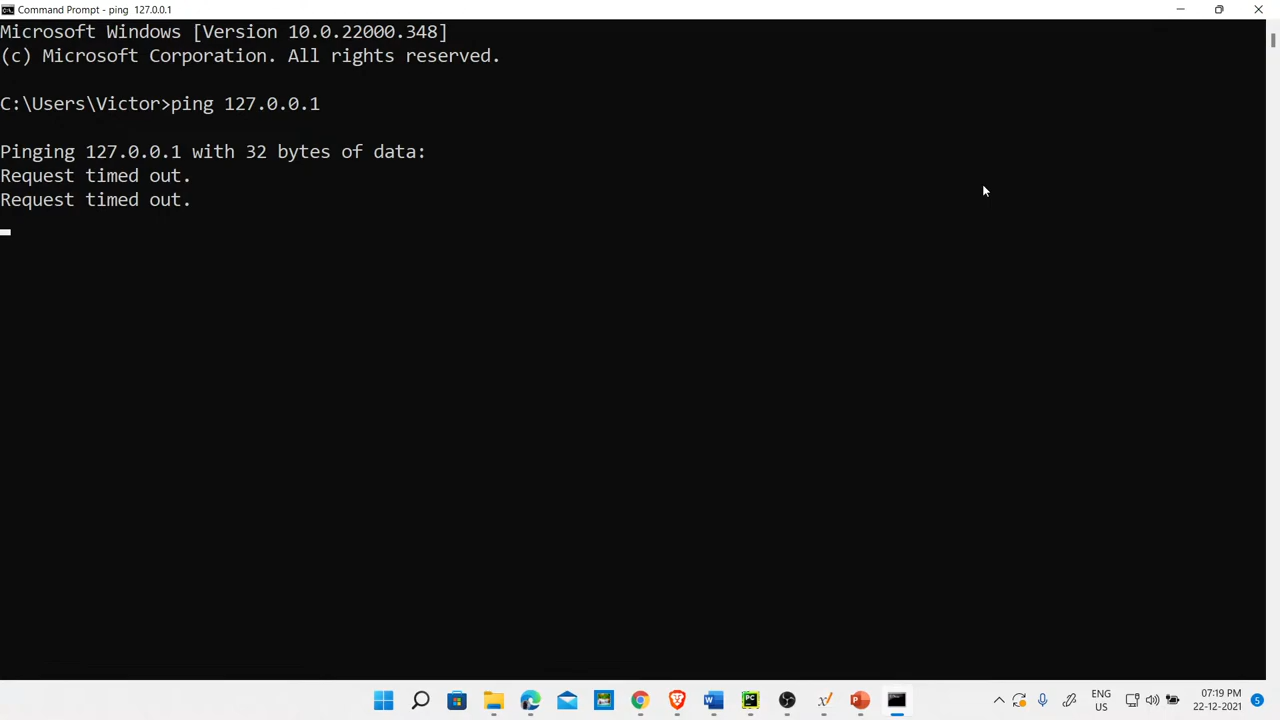 Command Prompt - ping 127.0.0.1
Microsoft Windows [Version 10.0.22000.348]
(c) Microsoft Corporation. All rights reserved.
C:\Users\Victor>ping 127.0.0.1
Pinging 127.0.0.1 with 32 bytes of data:
Request timed out.
Request timed out.
ENG
US
07:19 PM
22-12-2021
5